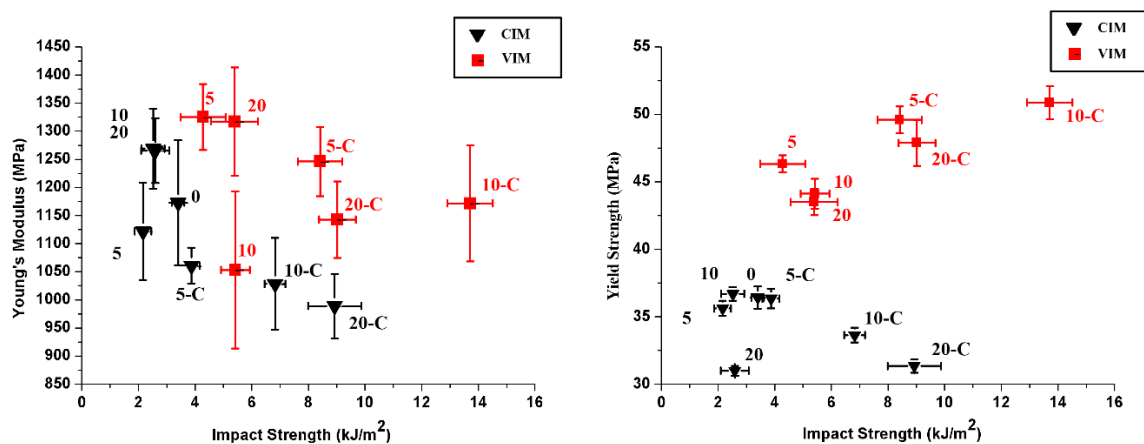 CIM
VIM
1450
1400
1350
1300
1250
1200
1150
1100
1050
1000
950
900
850
Young's Modulus (MPa)
10
20
5
0
5-C
10-C
20-C
5
20
5-C
10-C
20-C
10
0 2 4 6 8 10 12 14 16
Impact Strength (kJ/m²)
CIM
VIM
55
50
45
40
35
30
Yield Strength (MPa)
5-C
10-C
20-C
5
10
20
10
0
5-C
5
10-C
20
20-C
0 2 4 6 8 10 12 14 16
Impact Strength (kJ/m²)